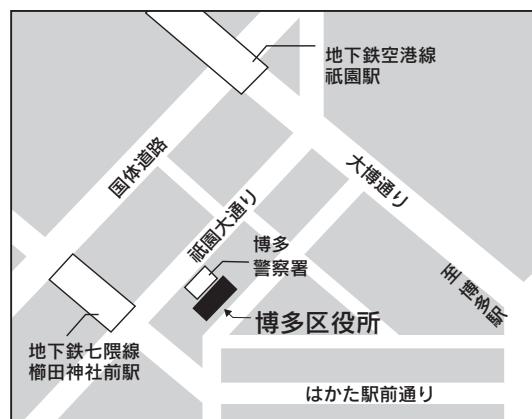 地下鉄空港線
祇園駅
国体道路
大博通り
祇園大通り
博多
警察署
至 博多駅
博多区役所
地下鉄七隈線
櫛田神社前駅
はかた駅前通り